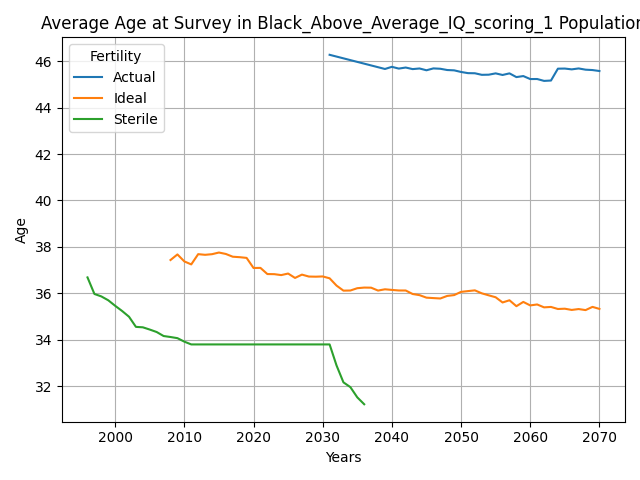 Average Age at Survey in Black_Above_Average_IQ_scoring_1 Population
Fertility
Actual
Ideal
Sterile
Age
46
44
42
40
38
36
34
32
2000 2010 2020 2030 2040 2050 2060 2070
Years